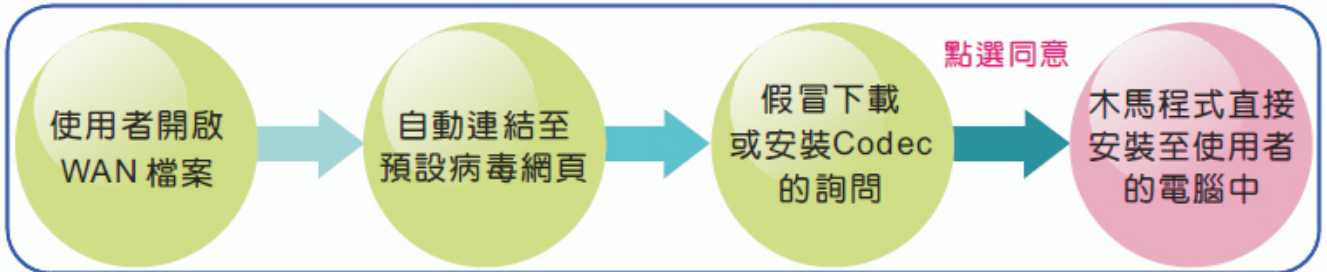 使用者開啟
WAN 檔案
自動連結至
預設病毒網頁
假冒下載
或安裝Codec
的詢問
點選同意
木馬程式直接
安裝至使用者
的電腦中